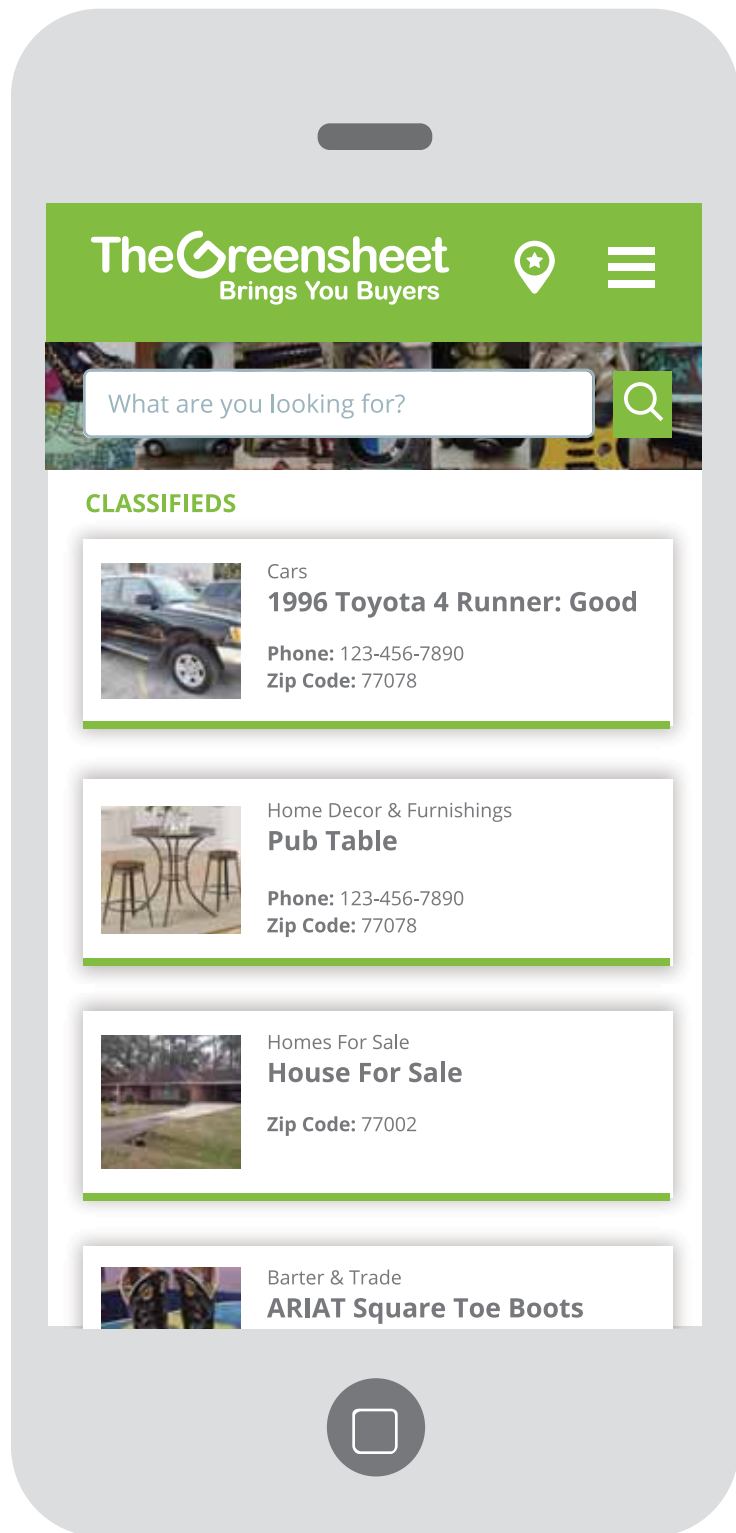 TheGreensheet
Brings You Buyers
What are you looking for?
CLASSIFIEDS
Cars
1996 Toyota 4 Runner: Good
Phone: 123-456-7890
Zip Code: 77078
Home Decor & Furnishings
Pub Table
Phone: 123-456-7890
Zip Code: 77078
Homes For Sale
House For Sale
Zip Code: 77002
Barter & Trade
ARIAT Square Toe Boots